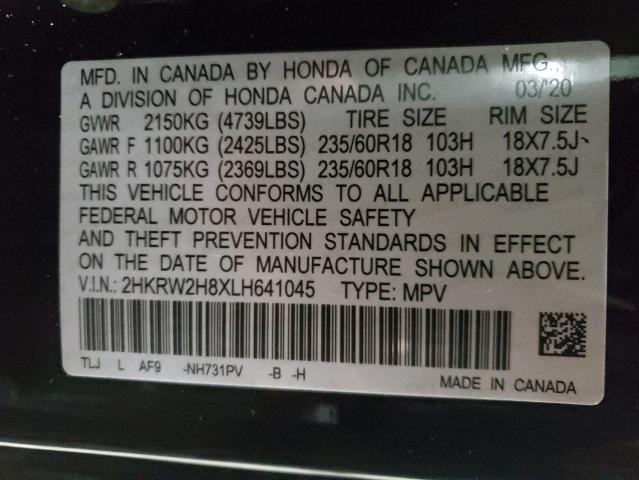 MFD. IN CANADA BY HONDA OF CANADA MFG.,
A DIVISION OF HONDA CANADA INC. 03/'20
GVWR 2150KG (4739LBS) TIRE SIZE RIM SIZE
GAWR F 1100KG (2425LBS) 235/60R18 103H 18X7.5J
GAWR R 1075KG (2369LBS) 235/60R18 103H 18X7.5J
THIS VEHICLE CONFORMS TO ALL APPLICABLE
FEDERAL MOTOR VEHICLE SAFETY
AND THEFT PREVENTION STANDARDS IN EFFECT
ON THE DATE OF MANUFACTURE SHOWN ABOVE.
V.I.N.: 2HKRW2H8XLH641045 TYPE: MPV
TLJ L AF9 -NH731PV -B -H
MADE IN CANADA